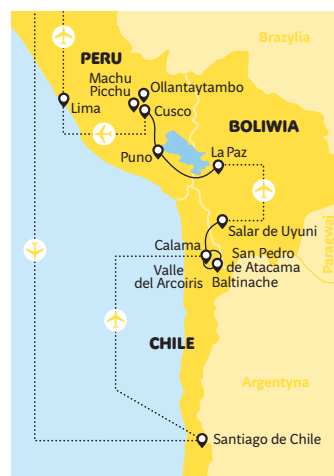 Brazylia
PERU
Machu
Picchu
Ollantaytambo
Lima
Cusco
BOLIWIA
Puno
La Paz
Salar de Uyuni
Calama
San Pedro
de Atacama
Valle
del Arcoiris
Baltinache
Paragwaj
CHILE
Argentyna
Santiago de Chile